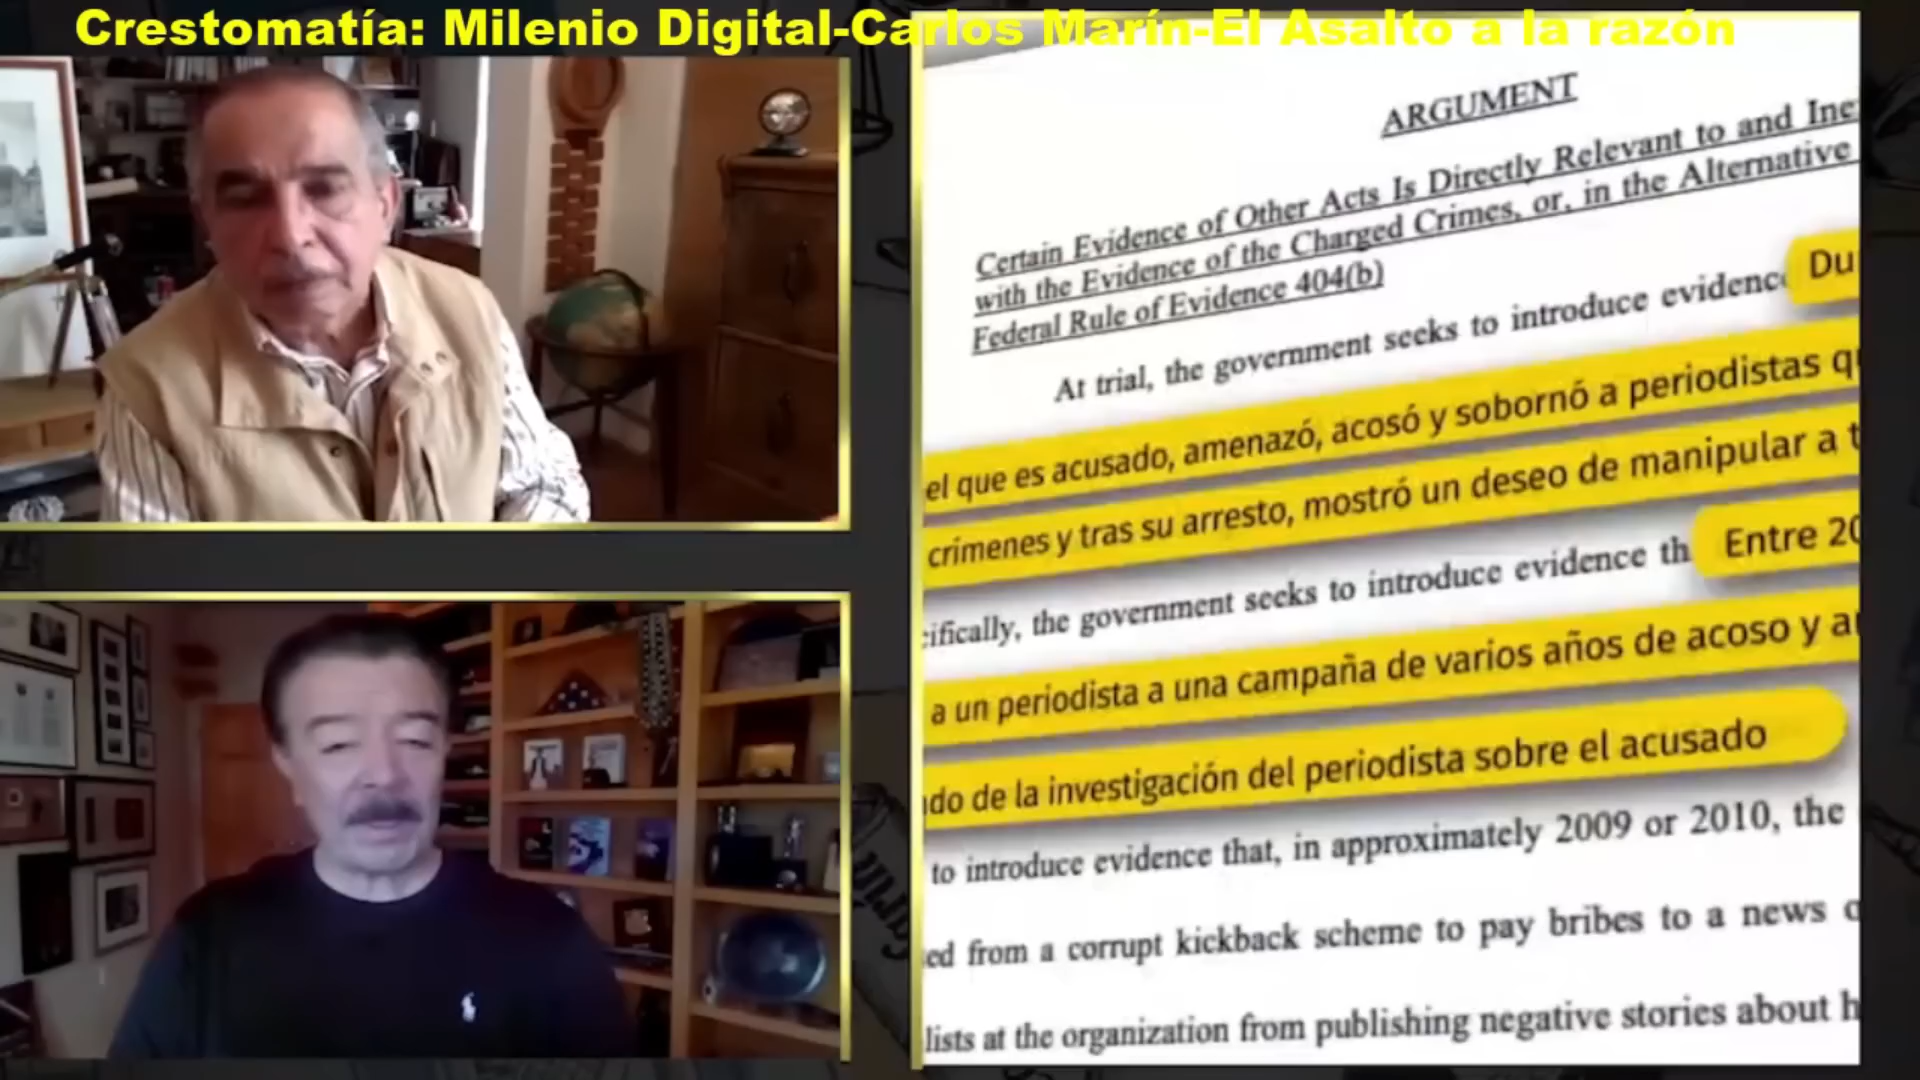 Crestomatía: Milenio Digital-Carlos Marín-El Asalto a la razón
ARGUMENT
Certain Evidence of Other Acts Is Directly Relevant to and
with the Evidence of the Charged Crimes, or, in the Alternative
Federal Rule of Evidence 404(b)
At trial, the government seeks to introduce evidence Du
el que es acusado, amenazó, acosó y sobornó a periodistas
crímenes y tras su arresto, mostró un deseo de manipular a
cifically, the government seeks to introduce evidence th Entre 20
a un periodista a una campaña de varios años de acoso y
do de la investigación del periodista sobre el acusado
to introduce evidence that, in approximately 2009 or 2010, the
ed from a corrupt kickback scheme to pay bribes to a news
lists at the organization from publishing negative stories about h